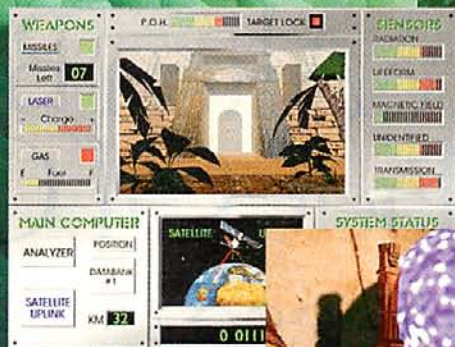 WEAPONS
MISSILES
Missiles
Left 07
LASER
- Charge +
GAS
E Fuel F
P.O.H.
TARGET LOCK
SENSORS
RADIATION
LIFEFORM
MAGNETIC FIELD
UNIDENTIFIED
TRANSMISSION
MAIN COMPUTER
ANALYZER
POSITION
DATABANK
#1
SATELLITE
UPLINK
KM 32
SATELLITE U
0 0111
SYSTEM STATUS